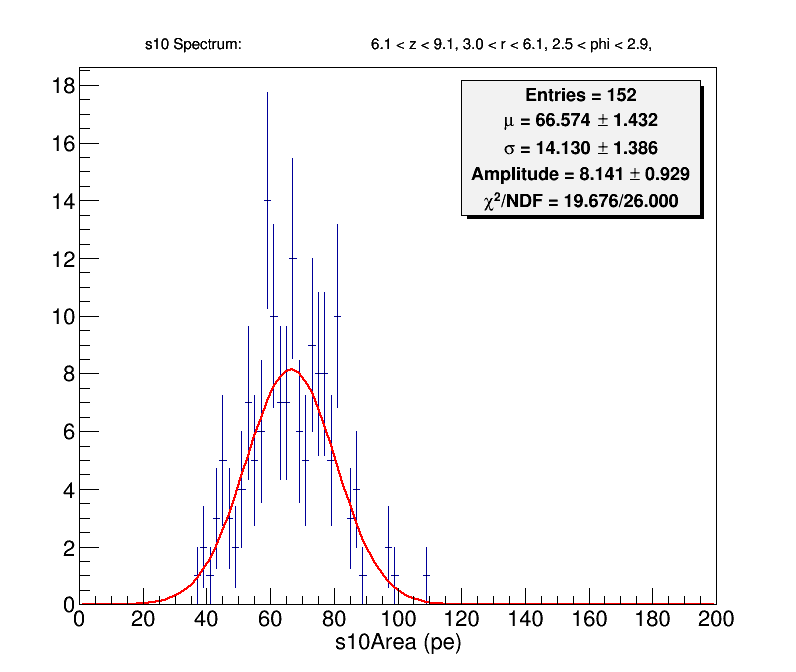 s10 Spectrum: 6.1 < z < 9.1, 3.0 < r < 6.1, 2.5 < phi < 2.9,
Entries = 152
μ = 66.574 ± 1.432
σ = 14.130 ± 1.386
Amplitude = 8.141 ± 0.929
χ²/NDF = 19.676/26.000
18
16
14
12
10
8
6
4
2
0
0 20 40 60 80 100 120 140 160 180 200
s10Area (pe)